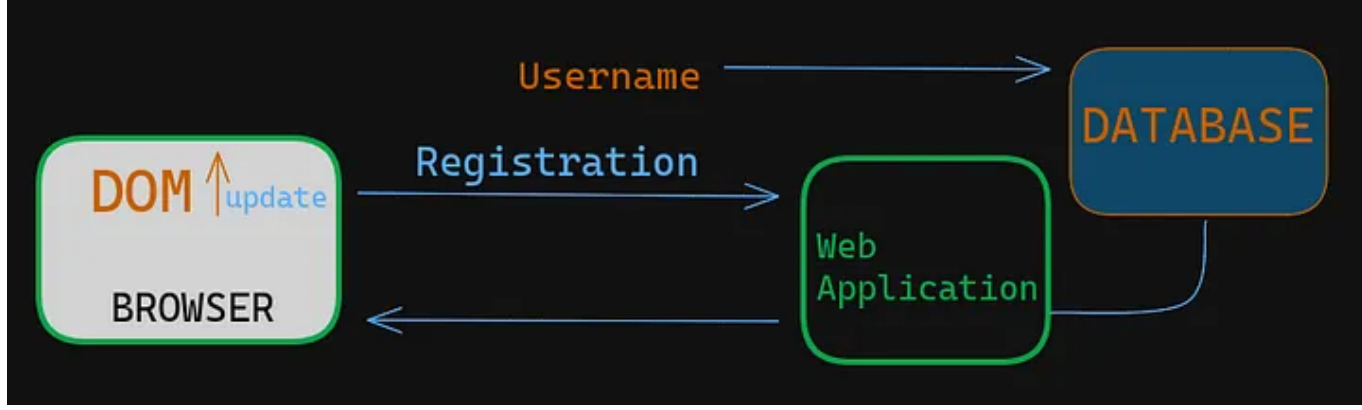 Username
DATABASE
Registration
DOM
update
Web
Application
BROWSER